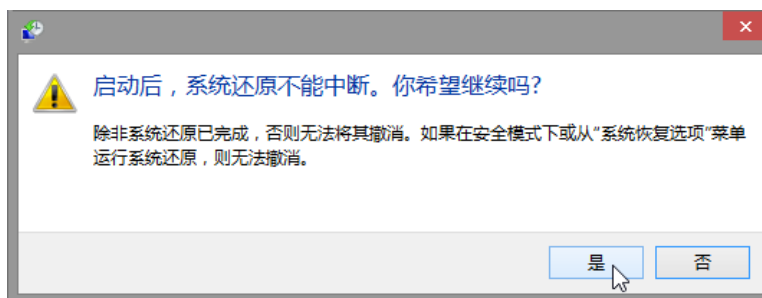 启动后，系统还原不能中断。你希望继续吗?
除非系统还原已完成，否则无法将其撤消。如果在安全模式下或从"系统恢复选项"菜单
运行系统还原，则无法撤消。
是
否